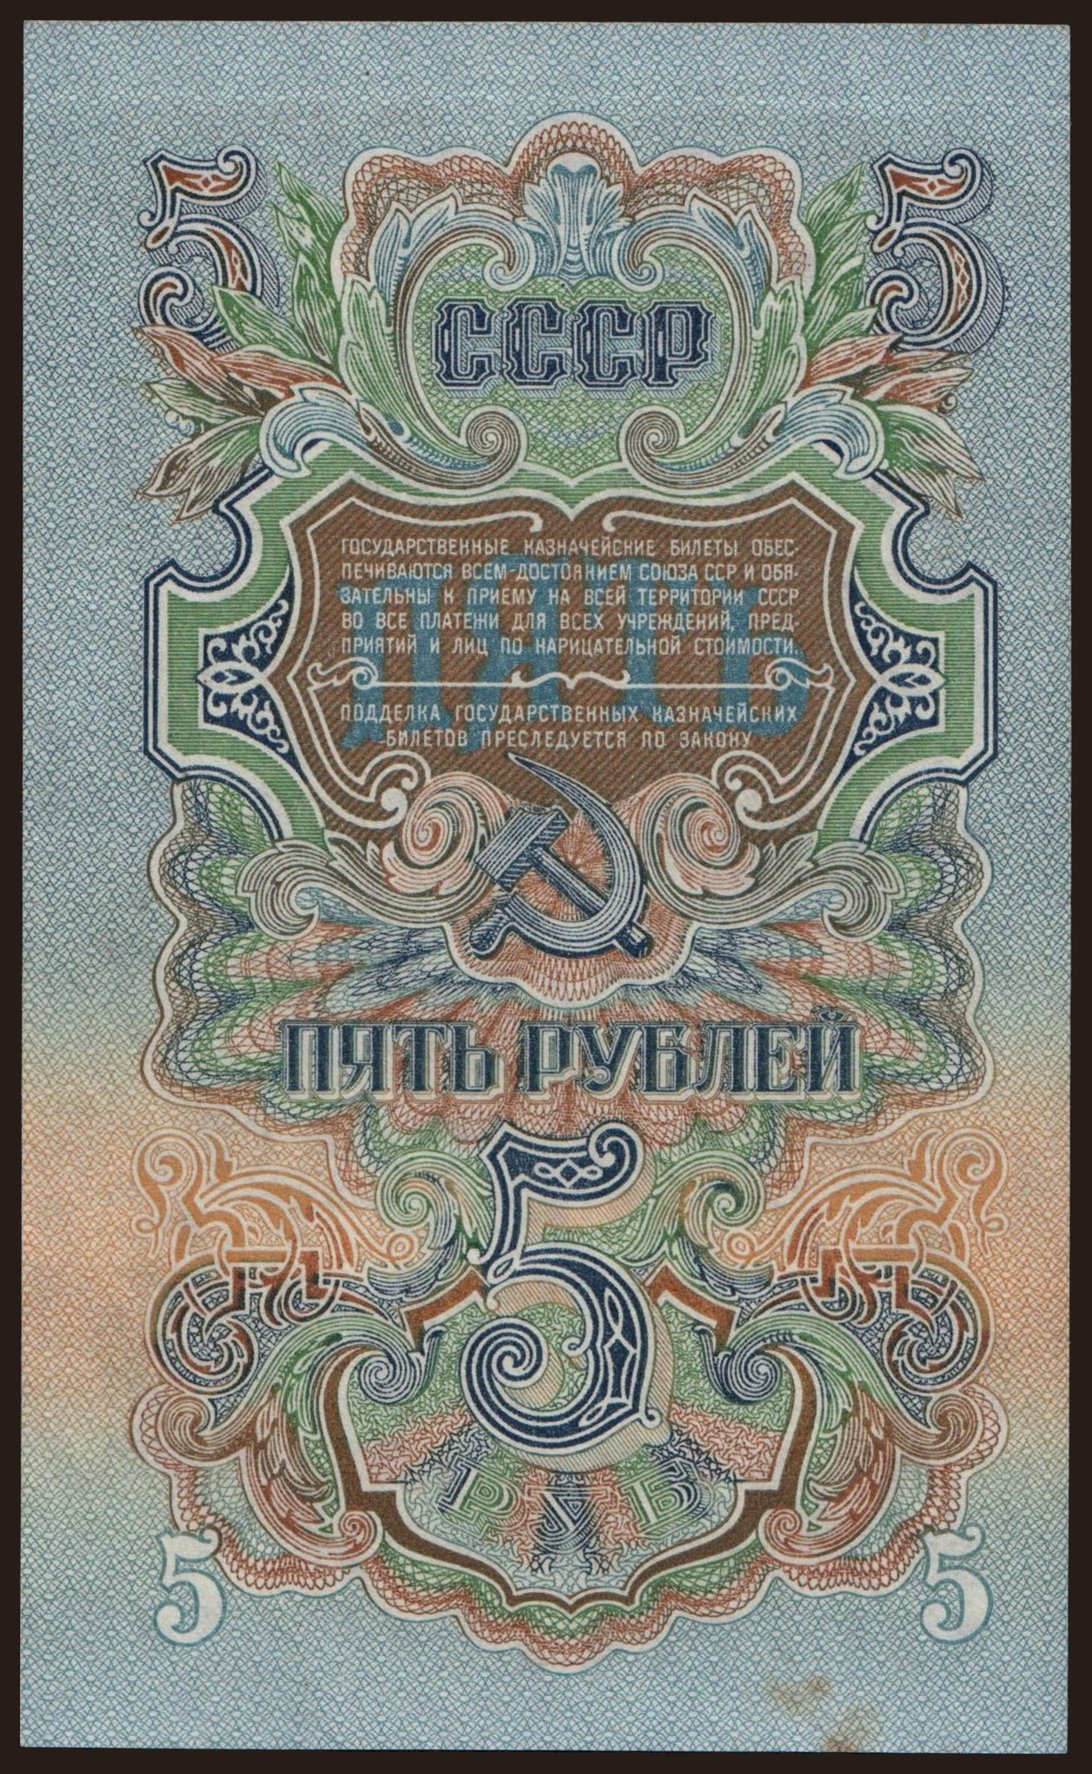 5 5
СССР
ГОСУДАРСТВЕННЫЕ КАЗНАЧЕЙСКИЕ БИЛЕТЫ ОБЕС-
ПЕЧИВАЮТСЯ ВСЕМ ДОСТОЯНИЕМ СОЮЗА ССР И ОБЯ-
ЗАТЕЛЬНЫ К ПРИЕМУ НА ВСЕЙ ТЕРРИТОРИИ СССР
ВО ВСЕ ПЛАТЕЖИ ДЛЯ ВСЕХ УЧРЕЖДЕНИЙ, ПРЕД-
ПРИЯТИЙ И ЛИЦ ПО НАРИЦАТЕЛЬНОЙ СТОИМОСТИ.
ПЯТЬ
ПОДДЕЛКА ГОСУДАРСТВЕННЫХ КАЗНАЧЕЙСКИХ
БИЛЕТОВ ПРЕСЛЕДУЕТСЯ ПО ЗАКОНУ
ПЯТЬ РУБЛЕЙ
5
РУБ
5 5